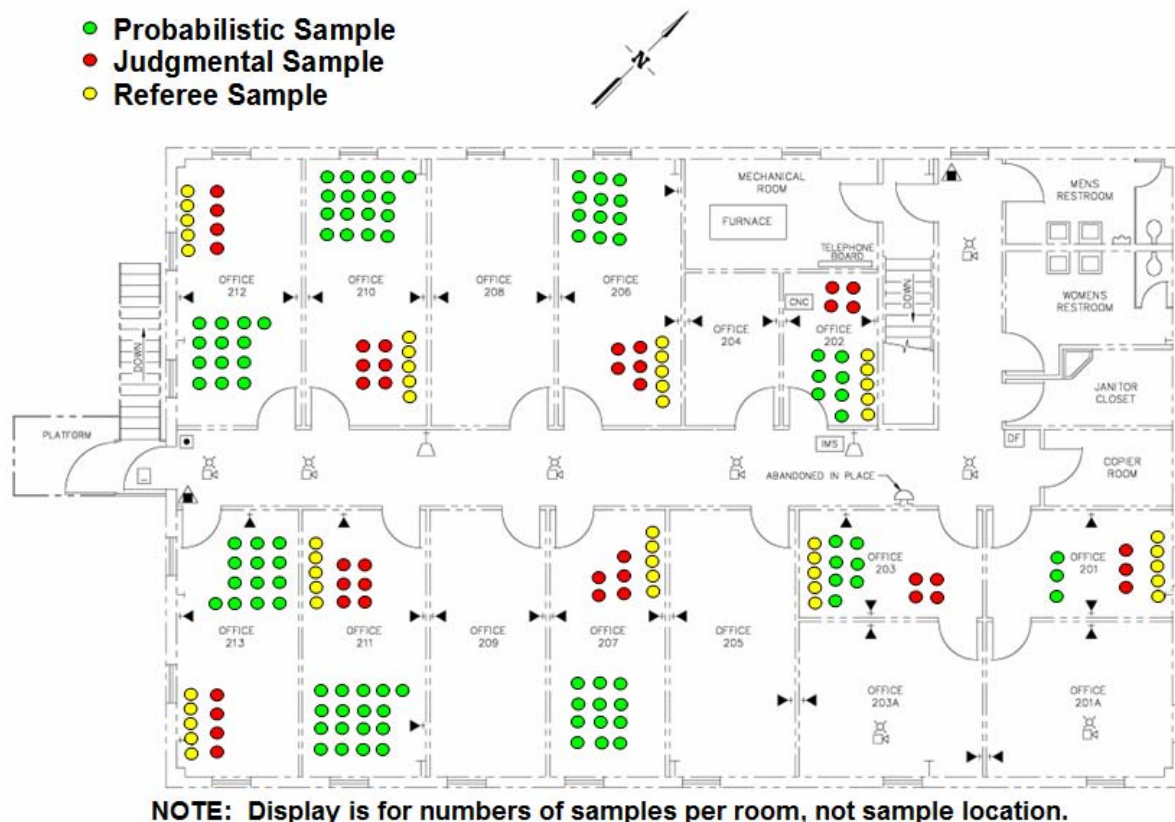 Probabilistic Sample
Judgmental Sample
Referee Sample
N
MECHANICAL
ROOM
FURNACE
TELEPHONE
BOARD
MENS
RESTROOM
WOMENS
RESTROOM
OFFICE
212
OFFICE
210
OFFICE
208
OFFICE
206
OFFICE
204
CNC
OFFICE
202
DOWN
DOWN
JANITOR
CLOSET
PLATFORM
IMS
DF
COPIER
ROOM
ABANDONED IN PLACE
OFFICE
203
OFFICE
201
OFFICE
213
OFFICE
211
OFFICE
209
OFFICE
207
OFFICE
205
OFFICE
203A
OFFICE
201A
NOTE: Display is for numbers of samples per room, not sample location.